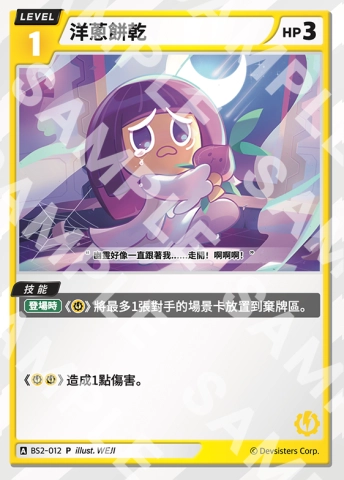 LEVEL
1
洋蔥餅乾
HP 3
SAMPLE
"幽靈好像一直跟著我......走開！啊啊啊！"
技能
登場時 《》將最多1張對手的場景卡放置到棄牌區。
《》造成1點傷害。
A BS2-012 P illust. WEII
© Devsisters Corp.